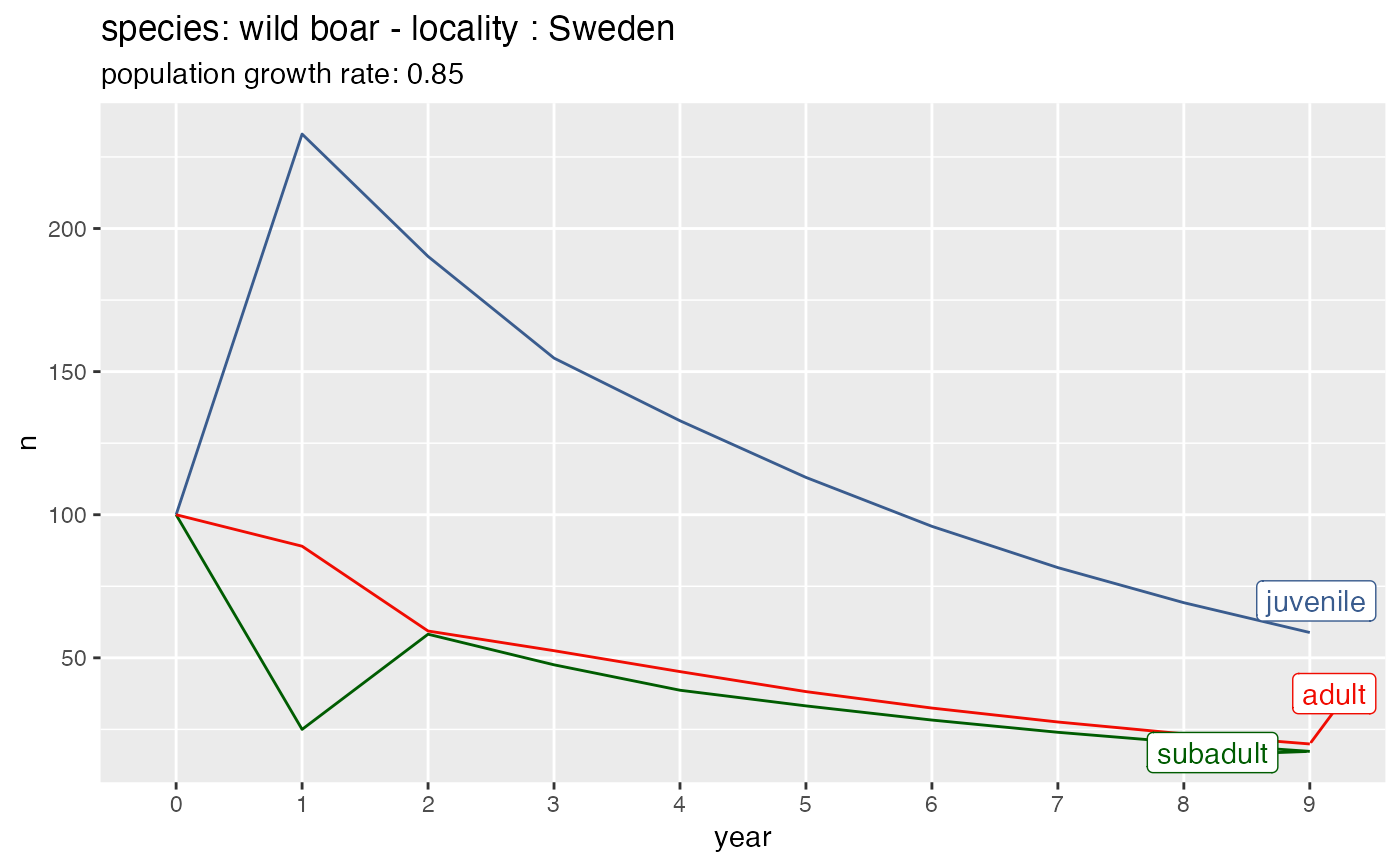 species: wild boar - locality : Sweden
population growth rate: 0.85
n
200
150
100
50
juvenile
adult
subadult
0 1 2 3 4 5 6 7 8 9
year